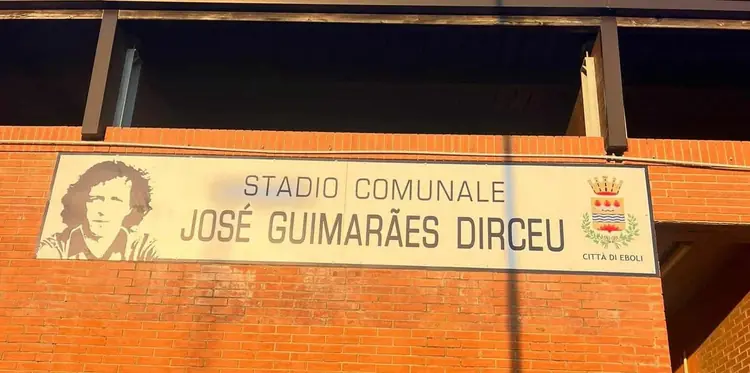 STADIO COMUNALE
JOSÉ GUIMARÃES DIRCEU
CITTÀ DI EBOLI